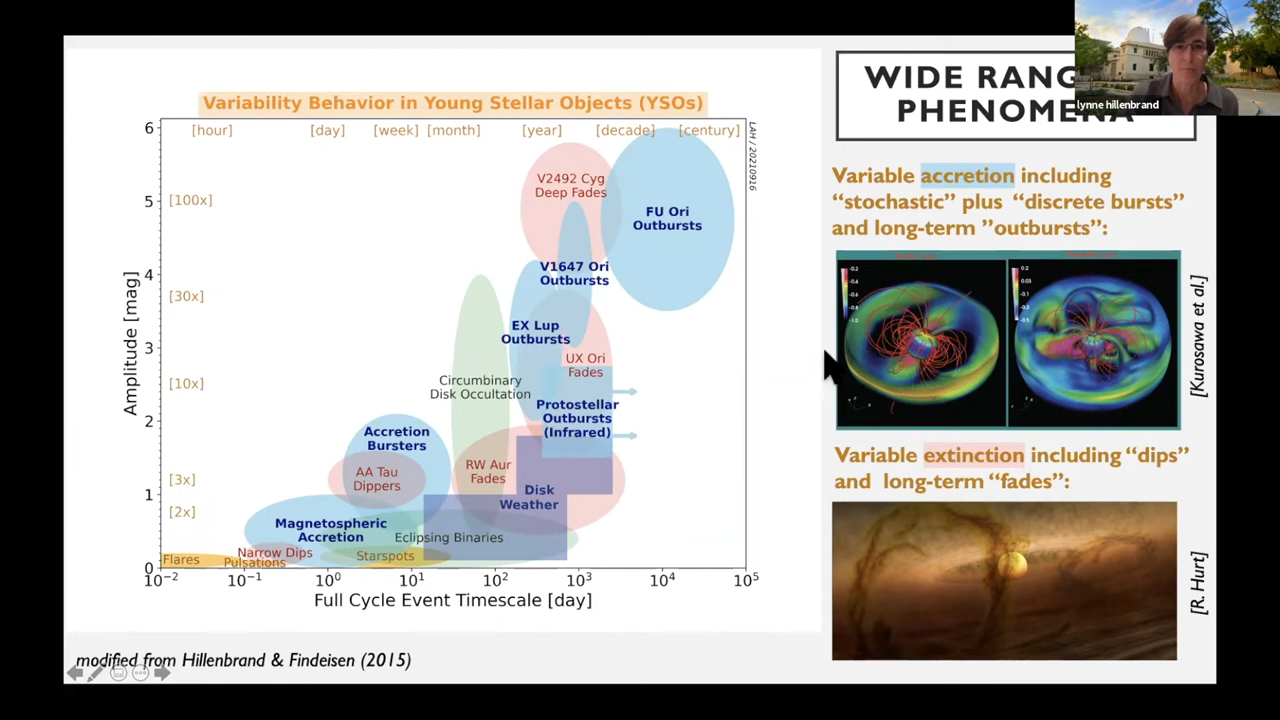 WIDE RANG
PHENOMENA
lynne hillenbrand
Variability Behavior in Young Stellar Objects (YSOs)
[hour] [day] [week] [month] [year] [decade] [century]
LAH / 20210916
6
5
4
3
2
1
0
[100x]
[30x]
[10x]
[3x]
[2x]
Amplitude [mag]
V2492 Cyg
Deep Fades
FU Ori
Outbursts
V1647 Ori
Outbursts
EX Lup
Outbursts
UX Ori
Fades
Circumbinary
Disk Occultation
Protostellar
Outbursts
(Infrared)
Accretion
Bursters
AA Tau
Dippers
RW Aur
Fades
Disk
Weather
Magnetospheric
Accretion
Eclipsing Binaries
Narrow Dips
Starspots
Flares
Pulsations
10⁻² 10⁻¹ 10⁰ 10¹ 10² 10³ 10⁴ 10⁵
Full Cycle Event Timescale [day]
modified from Hillenbrand & Findeisen (2015)
Variable accretion including
“stochastic” plus “discrete bursts”
and long-term ”outbursts”:
[Kurosawa et al.]
Variable extinction including “dips”
and long-term “fades”:
[R. Hurt]